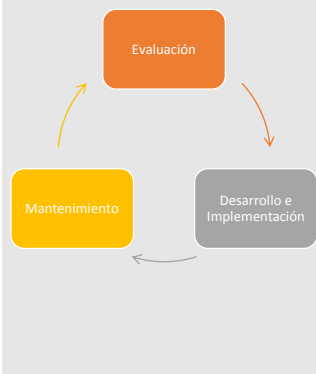 Evaluación
Desarrollo e
Implementación
Mantenimiento